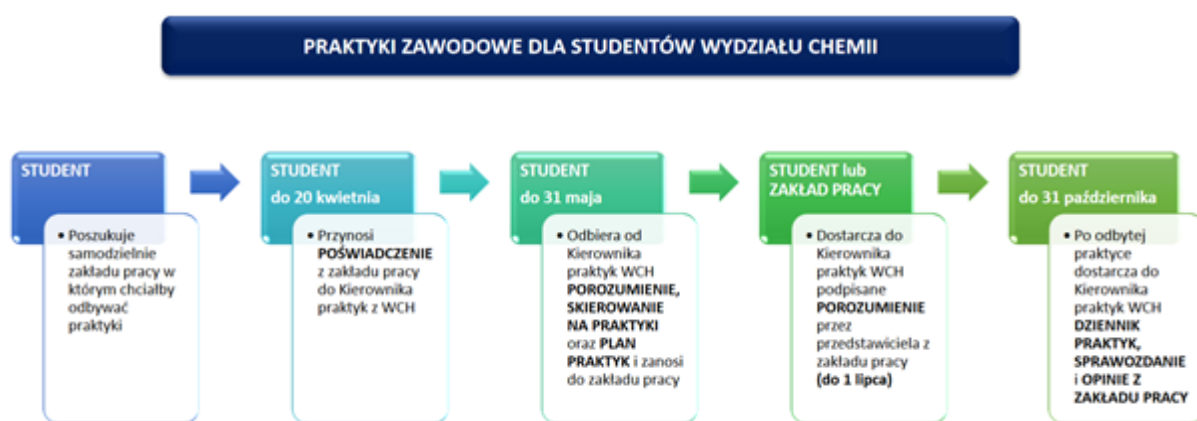 PRAKTYKI ZAWODOWE DLA STUDENTÓW WYDZIAŁU CHEMII
STUDENT
• Poszukuje
samodzielnie
zakładu pracy w
którym chciałby
odbywać
praktyki
STUDENT
do 20 kwietnia
• Przynosi
POŚWIADCZENIE
z zakładu pracy
do Kierownika
praktyk z WCH
STUDENT
do 31 maja
• Odbiera od
Kierownika
praktyk WCH
POROZUMIENIE,
SKIEROWANIE
NA PRAKTYKI
oraz PLAN
PRAKTYK i zanosi
do zakładu pracy
STUDENT lub
ZAKŁAD PRACY
• Dostarcza do
Kierownika
praktyk WCH
podpisane
POROZUMIENIE
przez
przedstawiciela z
zakładu pracy
(do 1 lipca)
STUDENT
do 31 października
• Po odbytej
praktyce
dostarcza do
Kierownika
praktyk WCH
DZIENNIK
PRAKTYK,
SPRAWOZDANIE
i OPINIE Z
ZAKŁADU PRACY